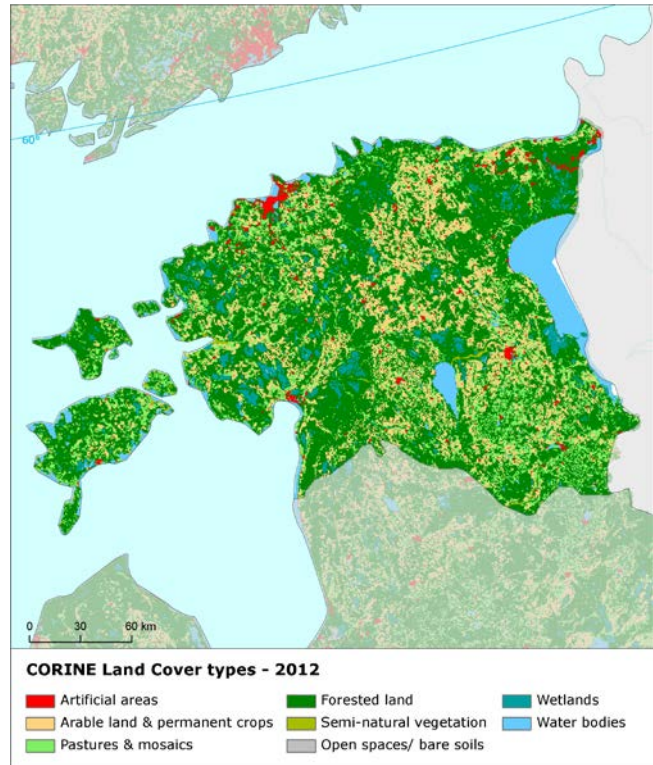 60°
0 30 60 km
CORINE Land Cover types - 2012
Artificial areas
Forested land
Wetlands
Arable land & permanent crops
Semi-natural vegetation
Water bodies
Pastures & mosaics
Open spaces/ bare soils